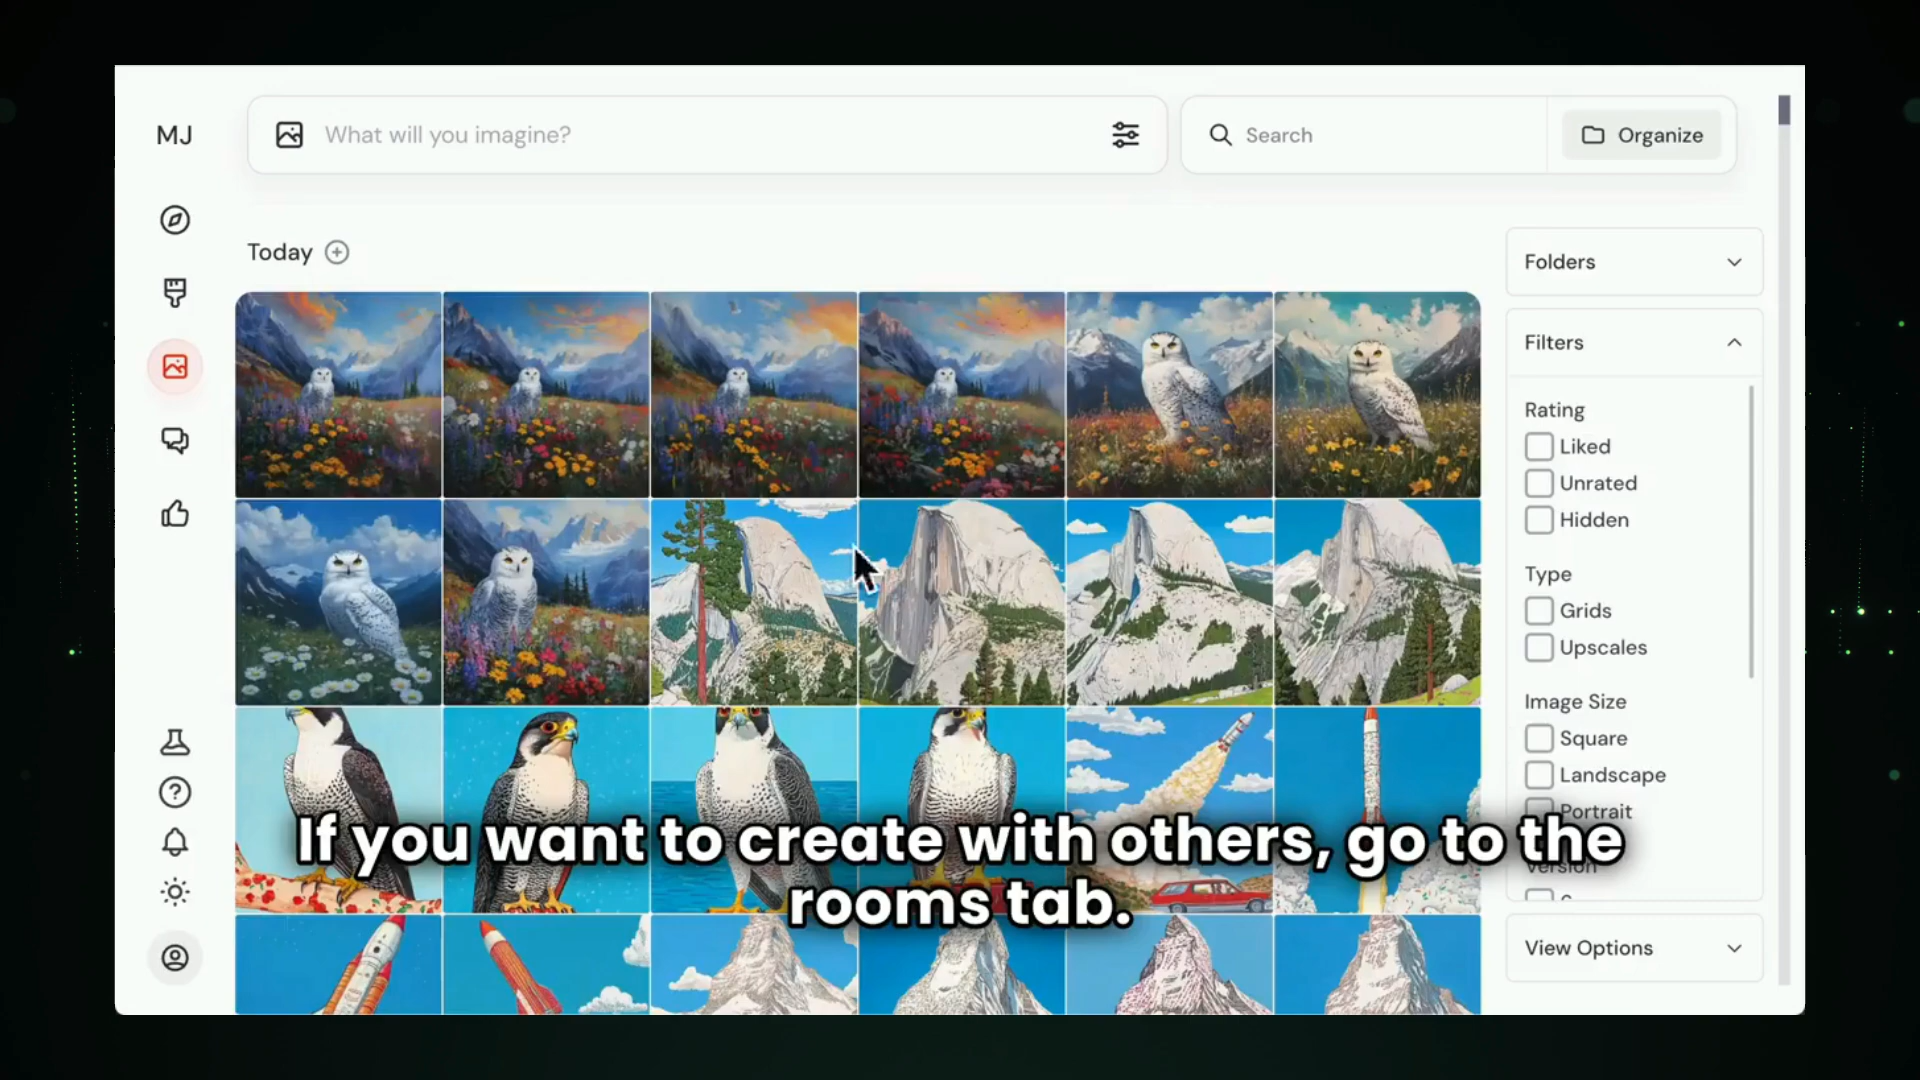 MJ
What will you imagine?
Search
Organize
Today
Folders
Filters
Rating
Liked
Unrated
Hidden
Type
Grids
Upscales
Image Size
Square
Landscape
Portrait
If you want to create with others, go to the
rooms tab.
Version
View Options